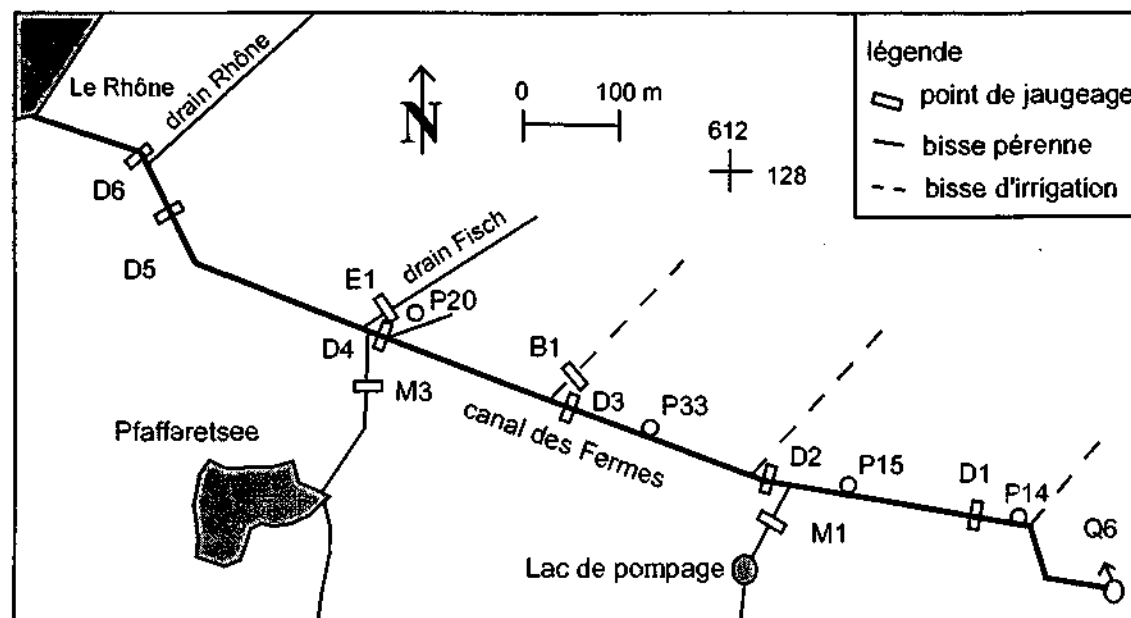 légende
point de jaugeage
bisse pérenne
bisse d'irrigation
Le Rhône
drain Rhône
N
0 100 m
612
128
D6
D5
E1
drain Fisch
P20
D4
M3
B1
D3
P33
canal des Fermes
Pfaffaretsee
D2
P15
D1
P14
Q6
M1
Lac de pompage